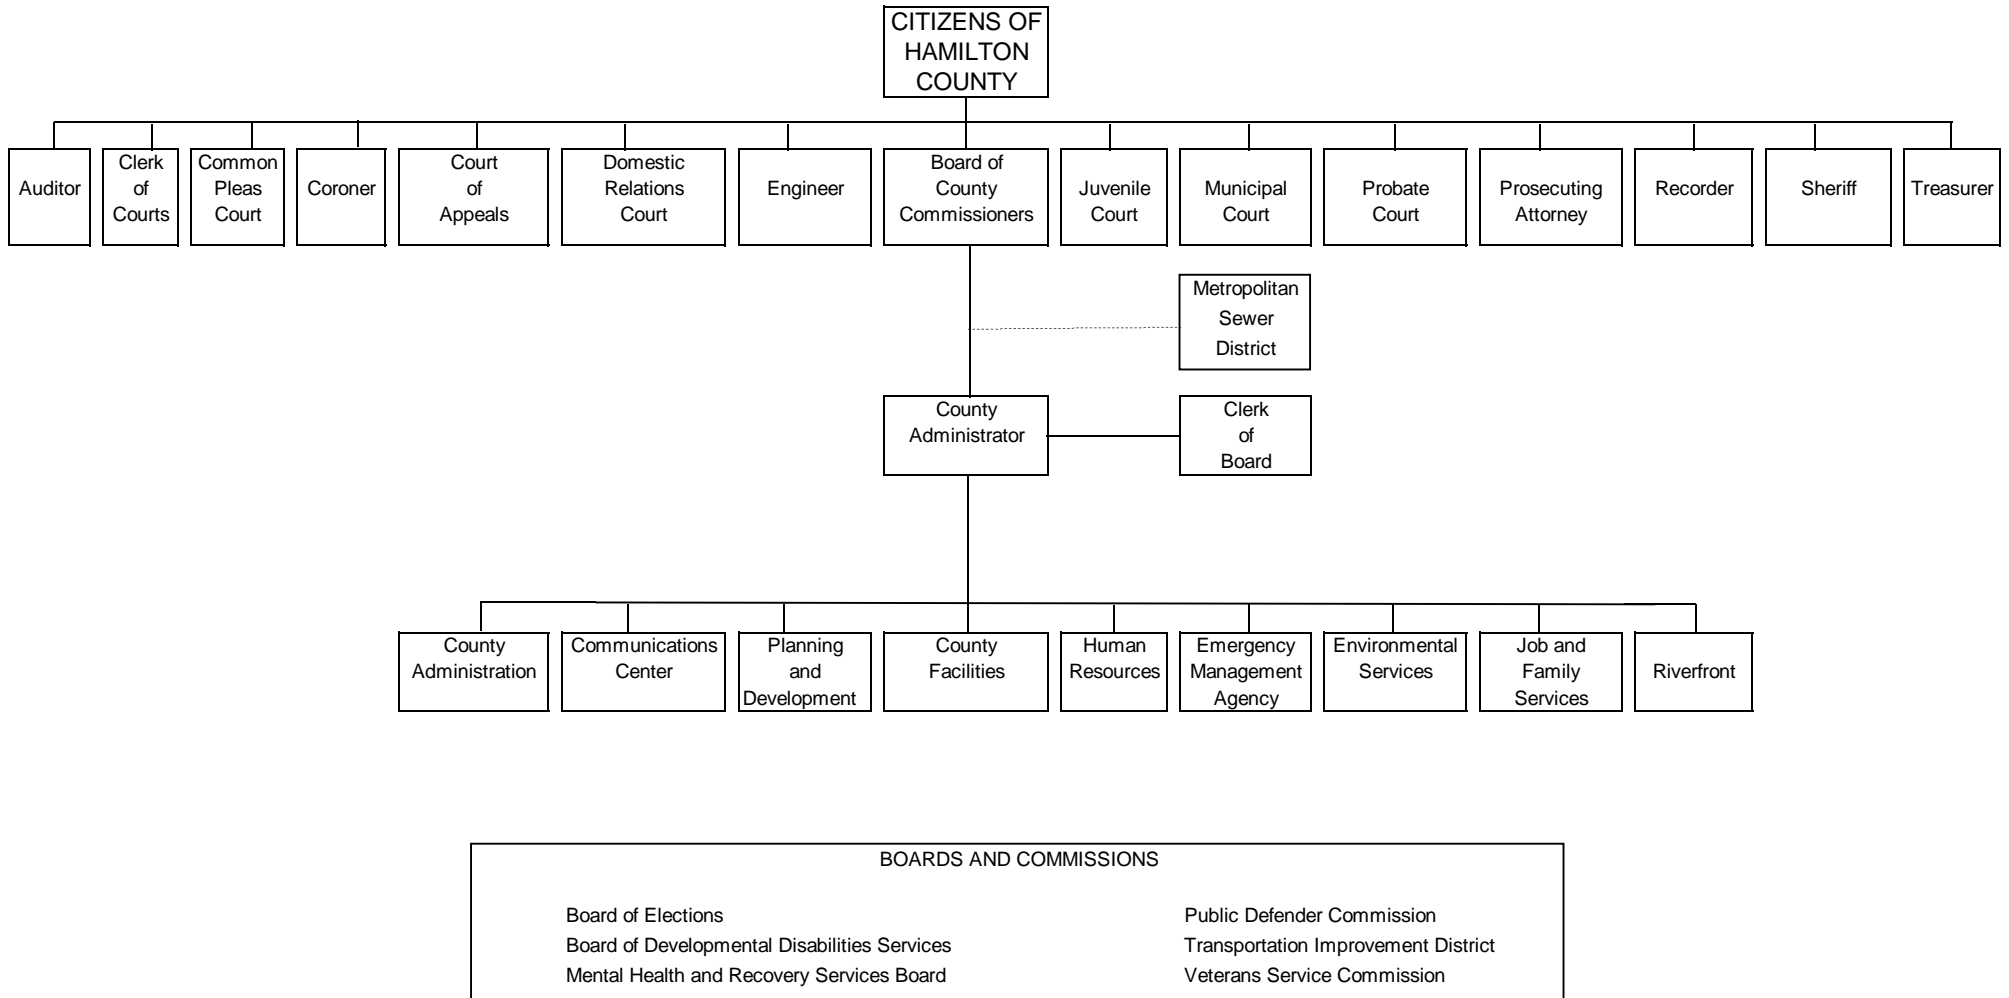 CITIZENS OF
HAMILTON
COUNTY
Auditor
Clerk
of
Courts
Common
Pleas
Court
Coroner
Court
of
Appeals
Domestic
Relations
Court
Engineer
Board of
County
Commissioners
Juvenile
Court
Municipal
Court
Probate
Court
Prosecuting
Attorney
Recorder
Sheriff
Treasurer
Metropolitan
Sewer
District
County
Administrator
Clerk
of
Board
County
Administration
Communications
Center
Planning
and
Development
County
Facilities
Human
Resources
Emergency
Management
Agency
Environmental
Services
Job and
Family
Services
Riverfront
BOARDS AND COMMISSIONS
Board of Elections
Board of Developmental Disabilities Services
Mental Health and Recovery Services Board
Public Defender Commission
Transportation Improvement District
Veterans Service Commission